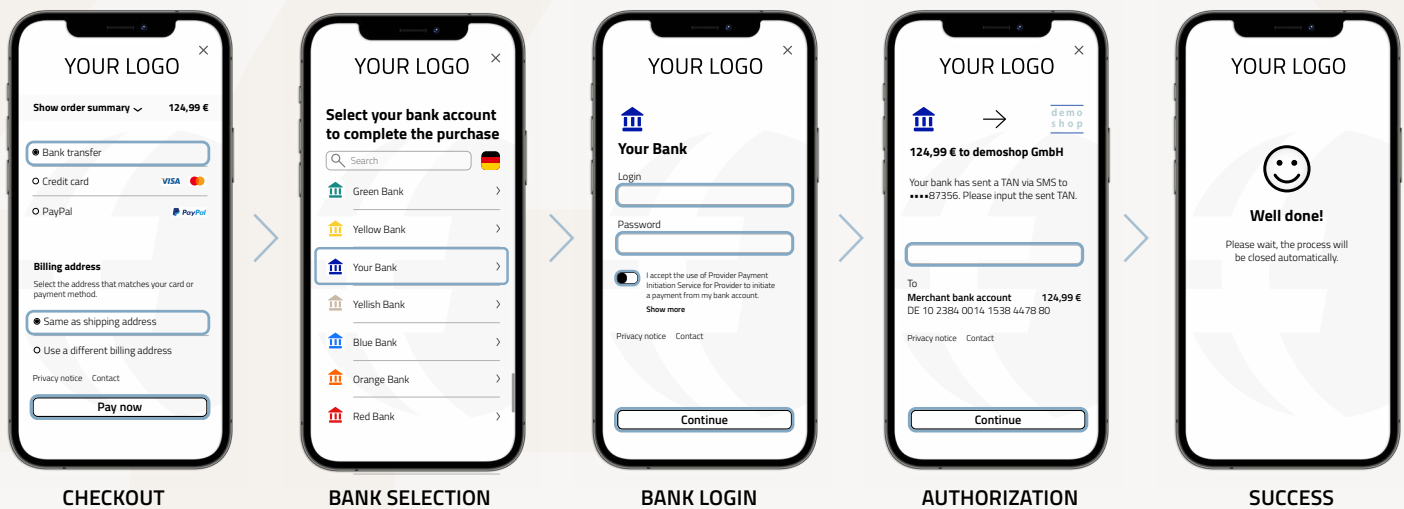 YOUR LOGO
Show order summary 124,99 €
Bank transfer
Credit card VISA
PayPal PayPal
Billing address
Select the address that matches your card or
payment method.
Same as shipping address
Use a different billing address
Privacy notice Contact
Pay now
CHECKOUT
YOUR LOGO
Select your bank account
to complete the purchase
Search
Green Bank
Yellow Bank
Your Bank
Yellish Bank
Blue Bank
Orange Bank
Red Bank
BANK SELECTION
YOUR LOGO
Your Bank
Login
Password
I accept the use of Provider Payment
Initiation Service for Provider to initiate
a payment from my bank account.
Show more
Privacy notice Contact
Continue
BANK LOGIN
YOUR LOGO
demo
shop
124,99 € to demoshop GmbH
Your bank has sent a TAN via SMS to
▪▪▪▪87356. Please input the sent TAN.
To
Merchant bank account 124,99 €
DE 10 2384 0014 1538 4478 80
Privacy notice Contact
Continue
AUTHORIZATION
YOUR LOGO
Well done!
Please wait, the process will
be closed automatically.
SUCCESS